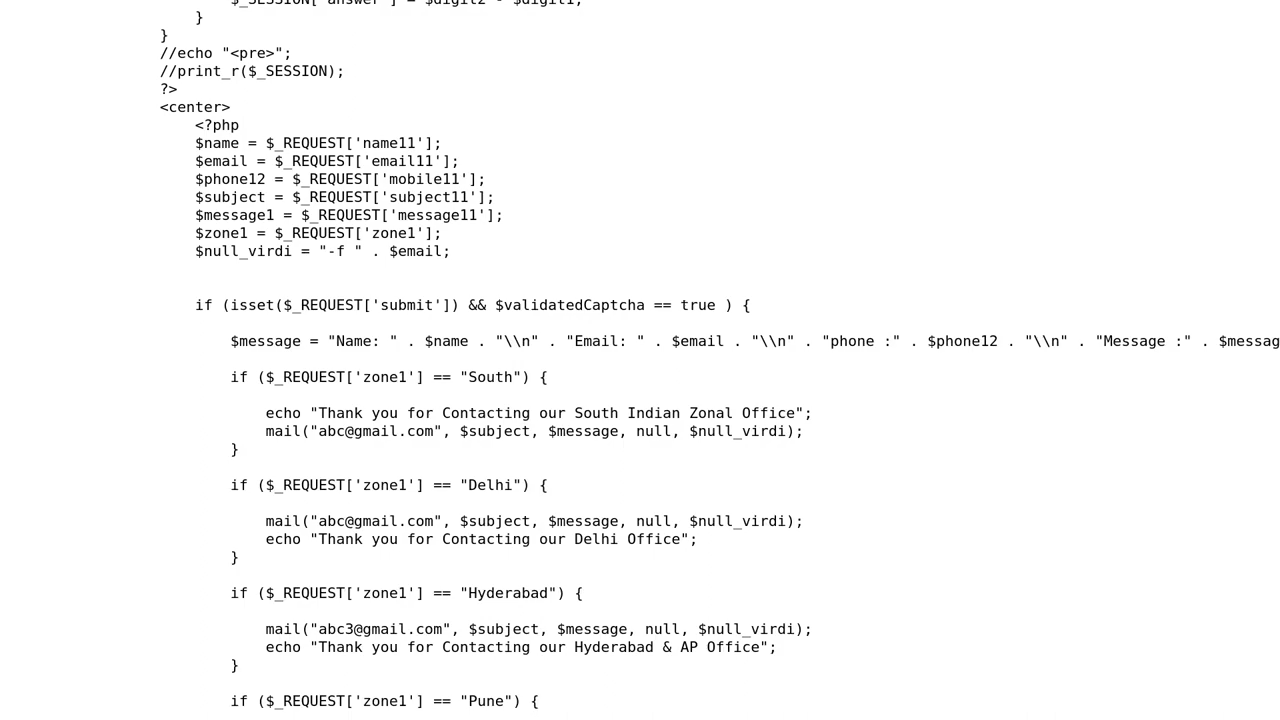 $_SESSION['answer'] = $digit2 - $digit1;
}
}
//echo "<pre>";
//print_r($_SESSION);
?>
<center>
<?php
$name = $_REQUEST['name11'];
$email = $_REQUEST['email11'];
$phone12 = $_REQUEST['mobile11'];
$subject = $_REQUEST['subject11'];
$message1 = $_REQUEST['message11'];
$zone1 = $_REQUEST['zone1'];
$null_virdi = "-f " . $email;
if (isset($_REQUEST['submit']) && $validatedCaptcha == true ) {
$message = "Name: " . $name . "\\n" . "Email: " . $email . "\\n" . "phone :" . $phone12 . "\\n" . "Message :" . $messag
if ($_REQUEST['zone1'] == "South") {
echo "Thank you for Contacting our South Indian Zonal Office";
mail("abc@gmail.com", $subject, $message, null, $null_virdi);
}
if ($_REQUEST['zone1'] == "Delhi") {
mail("abc@gmail.com", $subject, $message, null, $null_virdi);
echo "Thank you for Contacting our Delhi Office";
}
if ($_REQUEST['zone1'] == "Hyderabad") {
mail("abc3@gmail.com", $subject, $message, null, $null_virdi);
echo "Thank you for Contacting our Hyderabad & AP Office";
}
if ($_REQUEST['zone1'] == "Pune") {